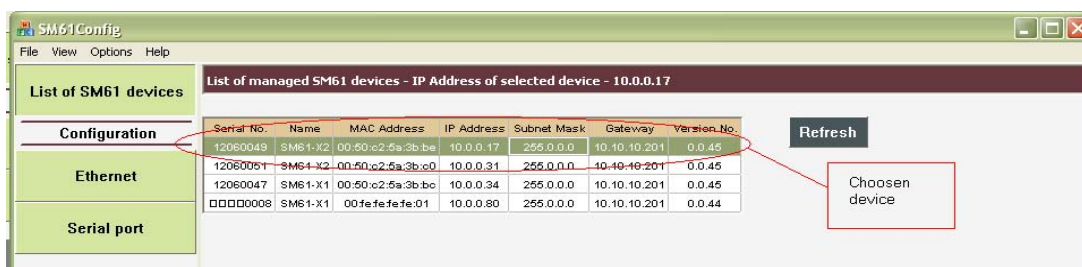 SM61Config
File View Options Help
List of SM61 devices
List of managed SM61 devices - IP Address of selected device - 10.0.0.17
Configuration
Ethernet
Serial port
Serial No. Name MAC Address IP Address Subnet Mask Gateway Version No.
12060049 SM61-X2 00:50:c2:5a:3b:be 10.0.0.17 255.0.0.0 10.10.10.201 0.0.45
12060051 SM61-X2 00:50:c2:5a:3b:c0 10.0.0.31 255.0.0.0 10.10.10.201 0.0.45
12060047 SM61-X1 00:50:c2:5a:3b:bc 10.0.0.34 255.0.0.0 10.10.10.201 0.0.45
□□□□0008 SM61-X1 00:fe:fe:fe:fe:01 10.0.0.80 255.0.0.0 10.10.10.201 0.0.44
Refresh
Choosen
device